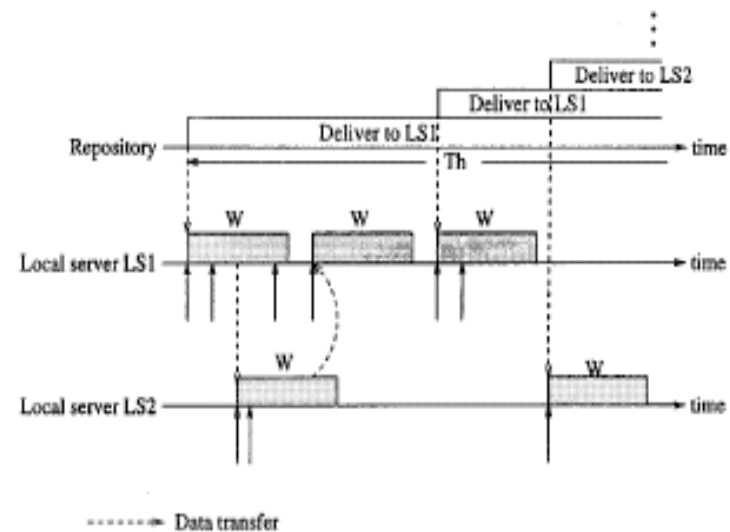 Deliver to LS2
Deliver to LS1
Deliver to LS1
Repository
time
Th
W
W
W
Local server LS1
time
W
W
Local server LS2
time
Data transfer